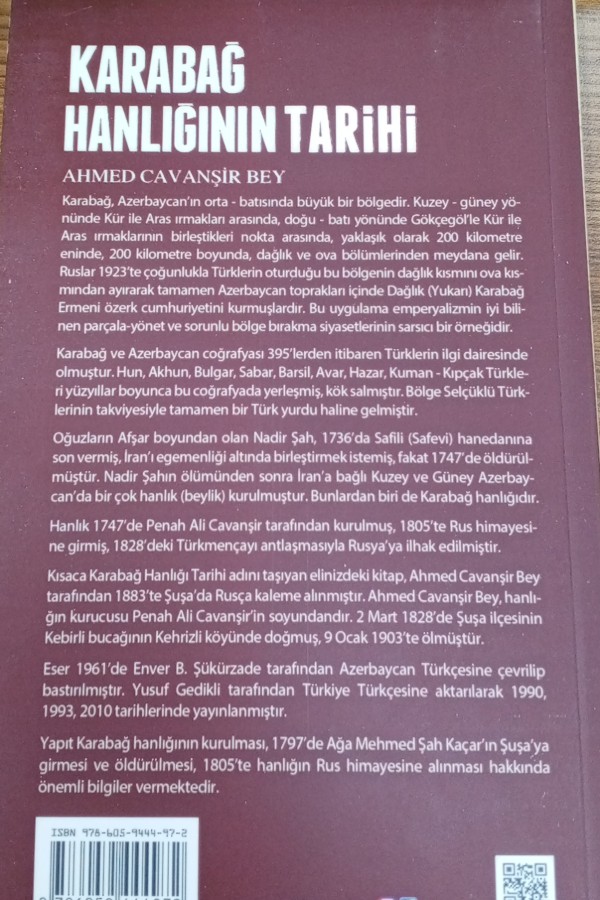 KARABAĞ
HANLIĞININ TARİHİ
AHMED CAVANŞİR BEY
Karabağ, Azerbaycan'ın orta - batısında büyük bir bölgedir. Kuzey - güney yö-
nünde Kür ile Aras ırmakları arasında, doğu - batı yönünde Gökçegöl'le Kür ile
Aras ırmaklarının birleştikleri nokta arasında, yaklaşık olarak 200 kilometre
eninde, 200 kilometre boyunda, dağlık ve ova bölümlerinden meydana gelir.
Ruslar 1923'te çoğunlukla Türklerin oturduğu bu bölgenin dağlık kısmını ova kıs-
mından ayırarak tamamen Azerbaycan toprakları içinde Dağlık (Yukarı) Karabağ
Ermeni özerk cumhuriyetini kurmuşlardır. Bu uygulama emperyalizmin iyi bili-
nen parçala-yönet ve sorunlu bölge bırakma siyasetlerinin sarsıcı bir örneğidir.
Karabağ ve Azerbaycan coğrafyası 395'lerden itibaren Türklerin ilgi dairesinde
olmuştur. Hun, Akhun, Bulgar, Sabar, Barsil, Avar, Hazar, Kuman - Kıpçak Türkle-
ri yüzyıllar boyunca bu coğrafyada yerleşmiş, kök salmıştır. Bölge Selçüklü Türk-
lerinin takviyesiyle tamamen bir Türk yurdu haline gelmiştir.
Oğuzların Afşar boyundan olan Nadir Şah, 1736'da Safili (Safevi) hanedanına
son vermiş, İran'ı egemenliği altında birleştirmek istemiş, fakat 1747'de öldürül-
müştür. Nadir Şahın ölümünden sonra İran'a bağlı Kuzey ve Güney Azerbay-
can'da bir çok hanlık (beylik) kurulmuştur. Bunlardan biri de Karabağ hanlığıdır.
Hanlık 1747'de Penah Ali Cavanşir tarafından kurulmuş, 1805'te Rus himayesi-
ne girmiş, 1828'deki Türkmençayı antlaşmasıyla Rusya'ya ilhak edilmiştir.
Kısaca Karabağ Hanlığı Tarihi adını taşıyan elinizdeki kitap, Ahmed Cavanşir Bey
tarafından 1883'te Şuşa'da Rusça kaleme alınmıştır. Ahmed Cavanşir Bey, hanlı-
ğın kurucusu Penah Ali Cavanşir'in soyundandır. 2 Mart 1828'de Şuşa ilçesinin
Kebirli bucağının Kehrizli köyünde doğmuş, 9 Ocak 1903'te ölmüştür.
Eser 1961'de Enver B. Şükürzade tarafından Azerbaycan Türkçesine çevrilip
bastırılmıştır. Yusuf Gedikli tarafından Türkiye Türkçesine aktarılarak 1990,
1993, 2010 tarihlerinde yayınlanmıştır.
Yapıt Karabağ hanlığının kurulması, 1797'de Ağa Mehmed Şah Kaçar'ın Şuşa'ya
girmesi ve öldürülmesi, 1805'te hanlığın Rus himayesine alınması hakkında
önemli bilgiler vermektedir.
ISBN 978-605-9444-97-2